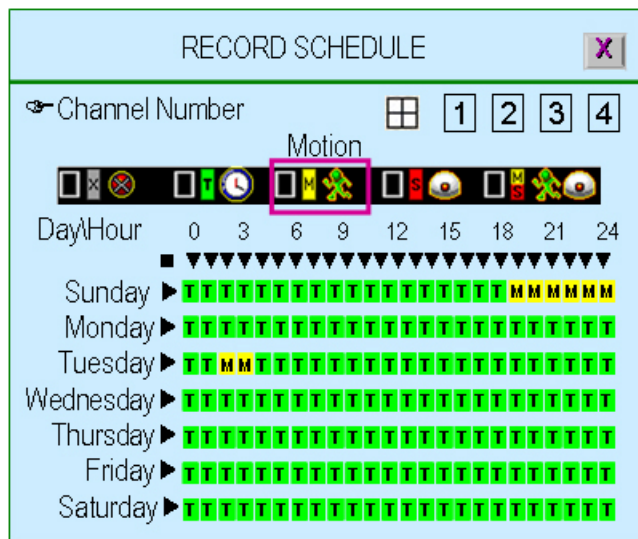 RECORD SCHEDULE X
Channel Number 1 2 3 4
Motion
X T M S M S
Day\Hour 0 3 6 9 12 15 18 21 24
Sunday T T T T T T T T T T T T T T T T T T M M M M M M
Monday T T T T T T T T T T T T T T T T T T T T T T T T
Tuesday T T M M T T T T T T T T T T T T T T T T T T T T
Wednesday T T T T T T T T T T T T T T T T T T T T T T T T
Thursday T T T T T T T T T T T T T T T T T T T T T T T T
Friday T T T T T T T T T T T T T T T T T T T T T T T T
Saturday T T T T T T T T T T T T T T T T T T T T T T T T